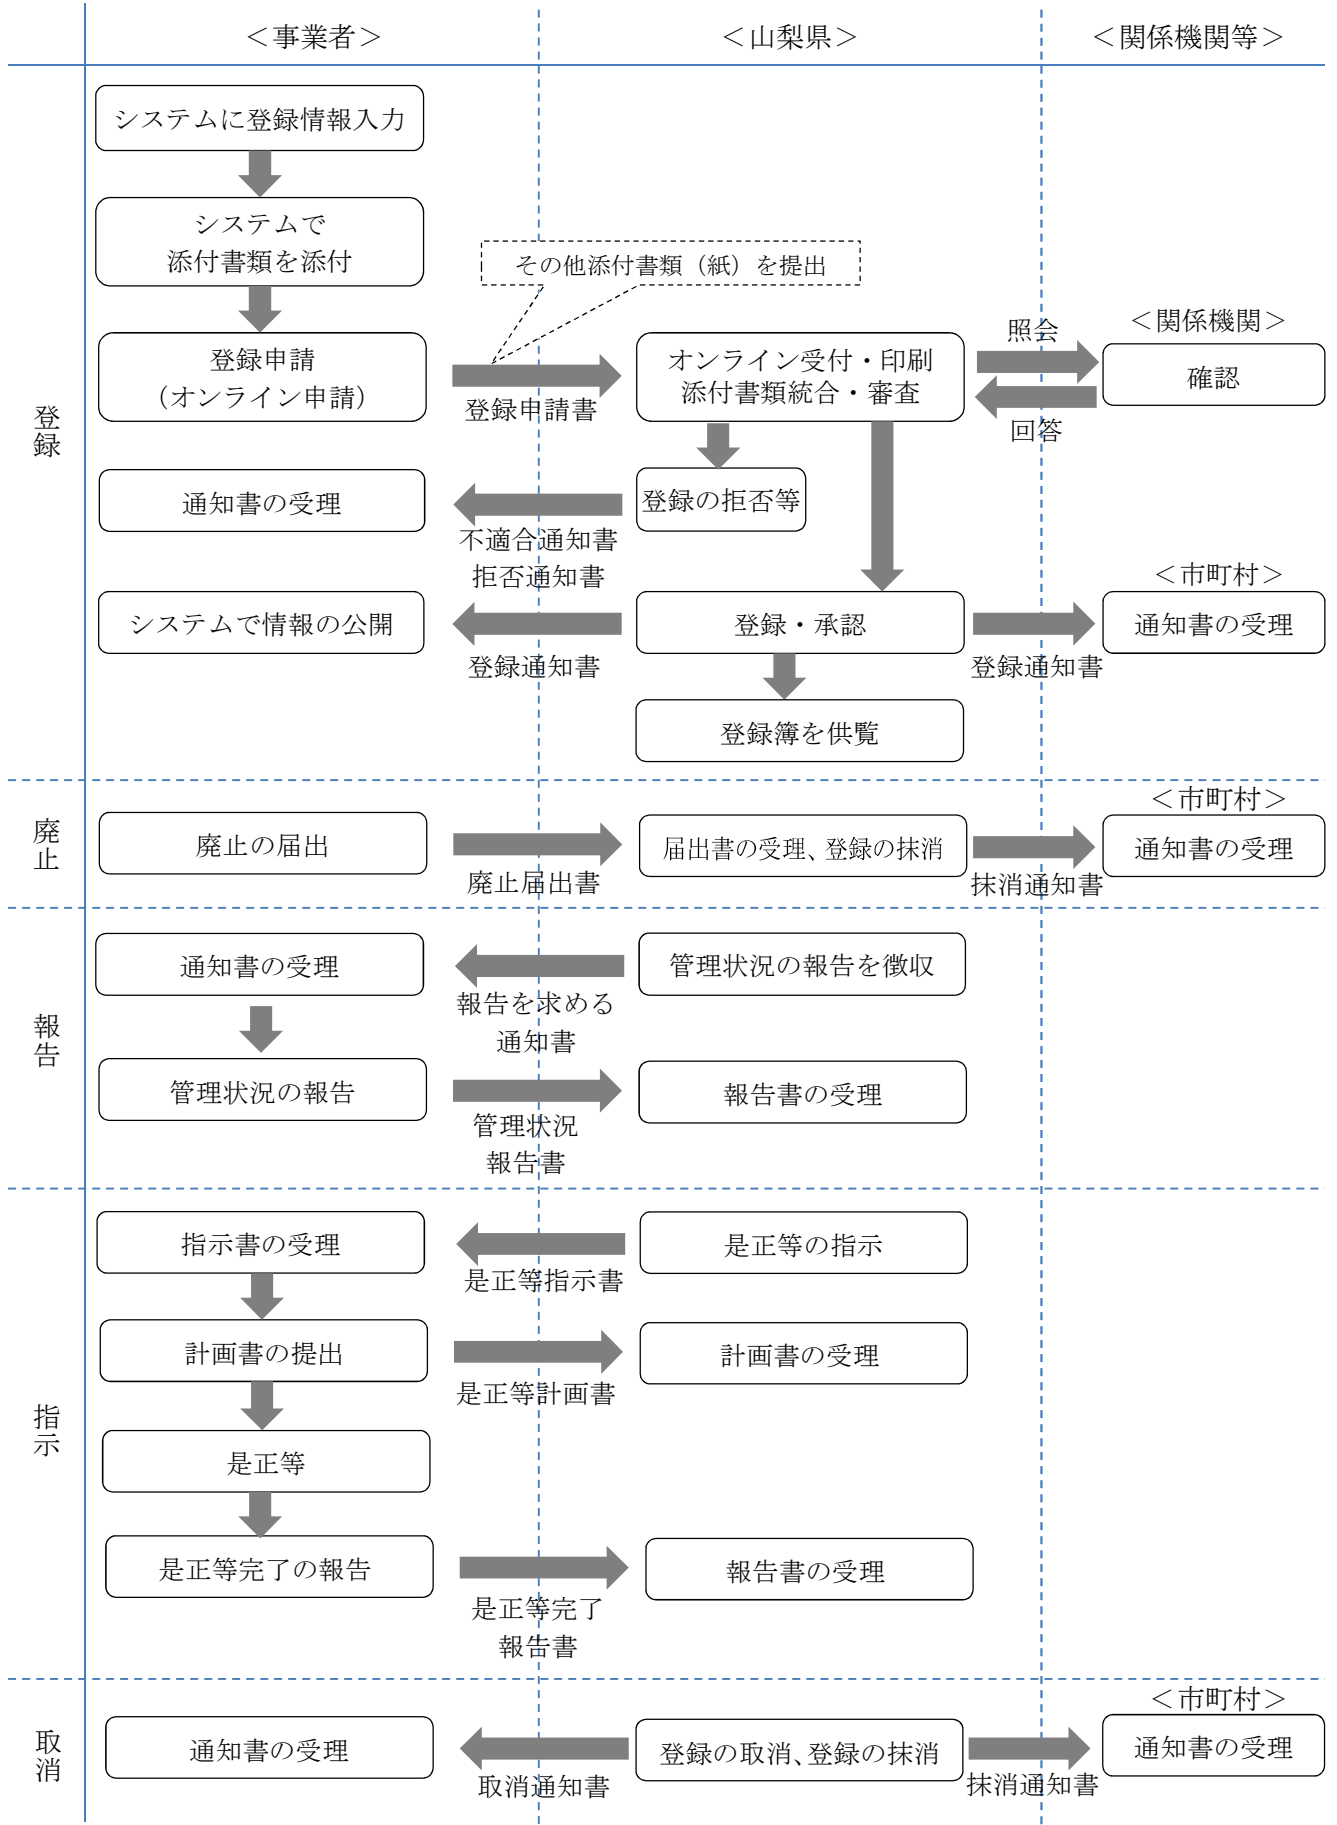 ＜事業者＞
＜山梨県＞
＜関係機関等＞
登録
システムに登録情報入力
システムで
添付書類を添付
その他添付書類（紙）を提出
登録申請
（オンライン申請）
登録申請書
オンライン受付・印刷
添付書類統合・審査
照会
回答
＜関係機関＞
確認
通知書の受理
不適合通知書
拒否通知書
登録の拒否等
システムで情報の公開
登録通知書
登録・承認
登録通知書
＜市町村＞
通知書の受理
登録簿を供覧
廃止
廃止の届出
廃止届出書
届出書の受理、登録の抹消
抹消通知書
＜市町村＞
通知書の受理
報告
通知書の受理
報告を求める
通知書
管理状況の報告を徴収
管理状況の報告
管理状況
報告書
報告書の受理
指示
指示書の受理
是正等指示書
是正等の指示
計画書の提出
是正等計画書
計画書の受理
是正等
是正等完了の報告
是正等完了
報告書
報告書の受理
取消
通知書の受理
取消通知書
登録の取消、登録の抹消
抹消通知書
＜市町村＞
通知書の受理